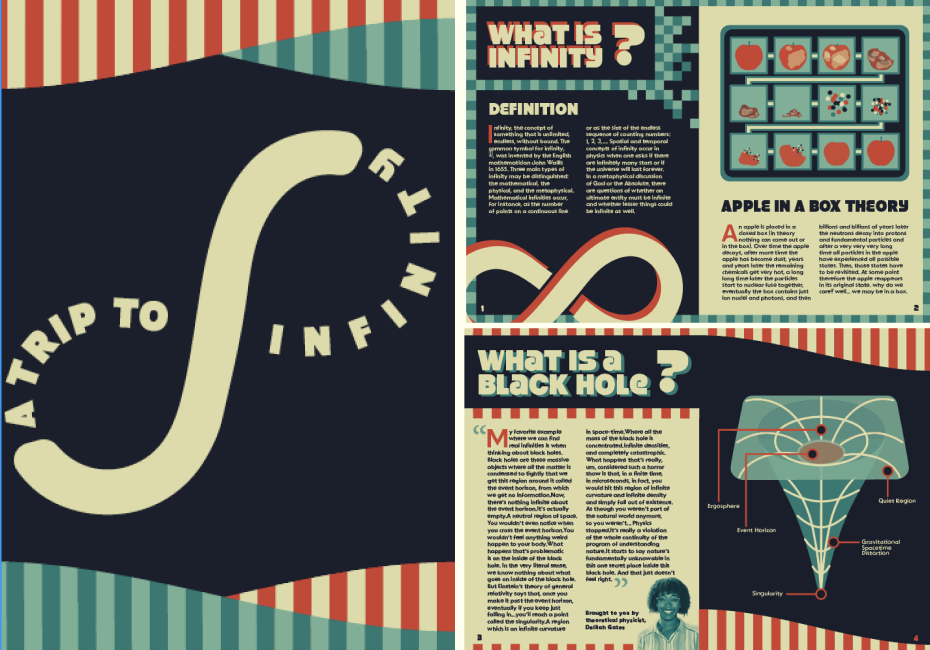 A TRIP TO
INFINITY
WHAT IS
INFINITY ?
DEFINITION
Infinity, the concept of
something that is unlimited,
endless, without bound. The
common symbol for infinity,
was invented by the English
mathematician John Wallis
in 1655. Three main types of
infinity may be distinguished:
the mathematical, the
physical, and the metaphysical.
Mathematical infinities occur,
for instance, as the number
of points on a continuous line
or as the size of the endless
sequence of counting numbers:
1, 2, 3,... Spatial and temporal
concepts of infinity occur in
physics when one asks if there
are infinitely many stars or if
the universe will last forever.
In a metaphysical discussion
of God or the Absolute, there
are questions of whether an
ultimate entity must be infinite
and whether lesser things could
be infinite as well.
1
APPLE IN A BOX THEORY
An apple is placed in a
closed box (in theory
nothing can come out or
in the box). Over time the apple
decays, after more time the
apple has become dust, years
and years later the remaining
chemicals get very hot, a long
long time later the particles
start to nuclear fuse together,
eventually the box contains just
ion nuclei and photons, and then
billions and billions of years later
the neutrons decay into protons
and fundamental particles and
after a very very very long
time all particles in the apple
have experienced all possible
states. Then, those states have
to be revisited. At some point
therefore the apple reappears
in its original state. why do we
care? well... we may be in a box.
2
WHAT IS A
BLACK HOLE ?
“My favorite example
where we can find
real infinities is when
thinking about black holes.
Black holes are these massive
objects where all the matter is
condensed so tightly that we
get this region around it called
the event horizon, from which
we get no information.Now,
there's nothing infinite about
the event horizon.It's actually
empty.A neutral region of space.
You wouldn't even notice when
you cross the event horizon.You
wouldn't feel anything weird
happen to your body.What
happens that's problematic
is on the inside of the black
hole. In the very literal sense,
we know nothing about what
goes on inside of the black hole.
But Einstein's theory of general
relativity says that, once you
make it past the event horizon,
eventually if you keep just
falling in...you'll reach a point
called the singularity.A region
which is an infinite curvature
in space-time.Where all the
mass of the black hole is
concentrated.Infinite densities,
and completely catastrophic.
What happens that's really,
um, considered such a horror
show is that, in a finite time,
in microseconds, in fact, you
would hit this region of infinite
curvature and infinite density
and simply fall out of existence.
As though you weren't part of
the natural world anymore,
so you weren't... Physics
stopped.It's really a violation
of the whole continuity of the
program of understanding
nature.It starts to say nature's
fundamentally unknowable in
this one secret place inside this
black hole. And that just doesn't
feel right. ”
Brought to you by
theoretical physicist,
Delilah Gates
3
Ergosphere
Event Horizon
Quiet Region
Gravitational
Spacetime
Distortion
Singularity
4